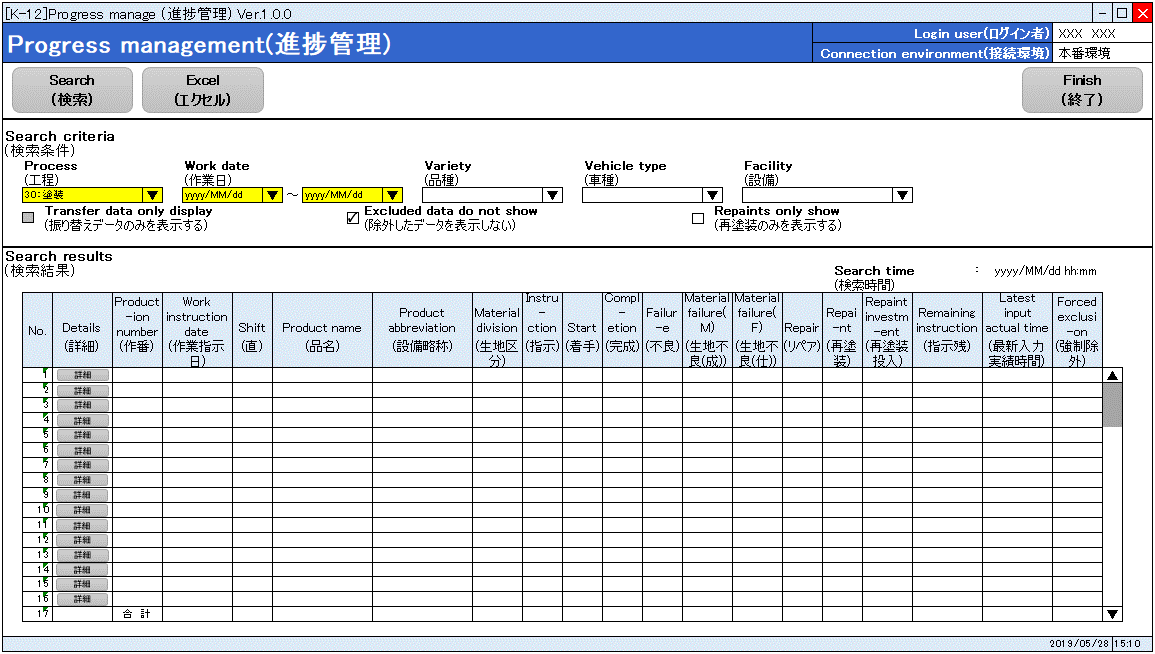 [K-12]Progress manage (進捗管理) Ver.1.0.0
Progress management(進捗管理)
Login user(ログイン者) XXX XXX
Connection environment(接続環境) 本番環境
Search
(検索)
Excel
(エクセル)
Finish
(終了)
Search criteria
(検索条件)
Process
(工程)
30:塗装
Work date
(作業日)
yyyy/MM/dd ～ yyyy/MM/dd
Variety
(品種)
Vehicle type
(車種)
Facility
(設備)
Transfer data only display
(振り替えデータのみを表示する)
Excluded data do not show
(除外したデータを表示しない)
Repaints only show
(再塗装のみを表示する)
Search results
(検索結果)
Search time : yyyy/MM/dd hh:mm
(検索時間)
No.
Details
(詳細)
Product
-ion
number
(作番)
Work
instruction
date
(作業指示
日)
Shift
(直)
Product name
(品名)
Product
abbreviation
(設備略称)
Material
division
(生地区
分)
Instru
-
ction
(指示)
Start
(着手)
Compl
-
etion
(完成)
Failur
-e
(不良)
Material
failure(
M)
(生地不
良(成))
Material
failure(
F)
(生地不
良(仕))
Repair
(リペア)
Repai
-nt
(再塗
装)
Repaint
investm
-ent
(再塗装
投入)
Remaining
instruction
(指示残)
Latest
input
actual time
(最新入力
実績時間)
Forced
exclusi
-on
(強制除
外)
1 詳細
2 詳細
3 詳細
4 詳細
5 詳細
6 詳細
7 詳細
8 詳細
9 詳細
10 詳細
11 詳細
12 詳細
13 詳細
14 詳細
15 詳細
16 詳細
17 合 計
2019/05/28 15:10